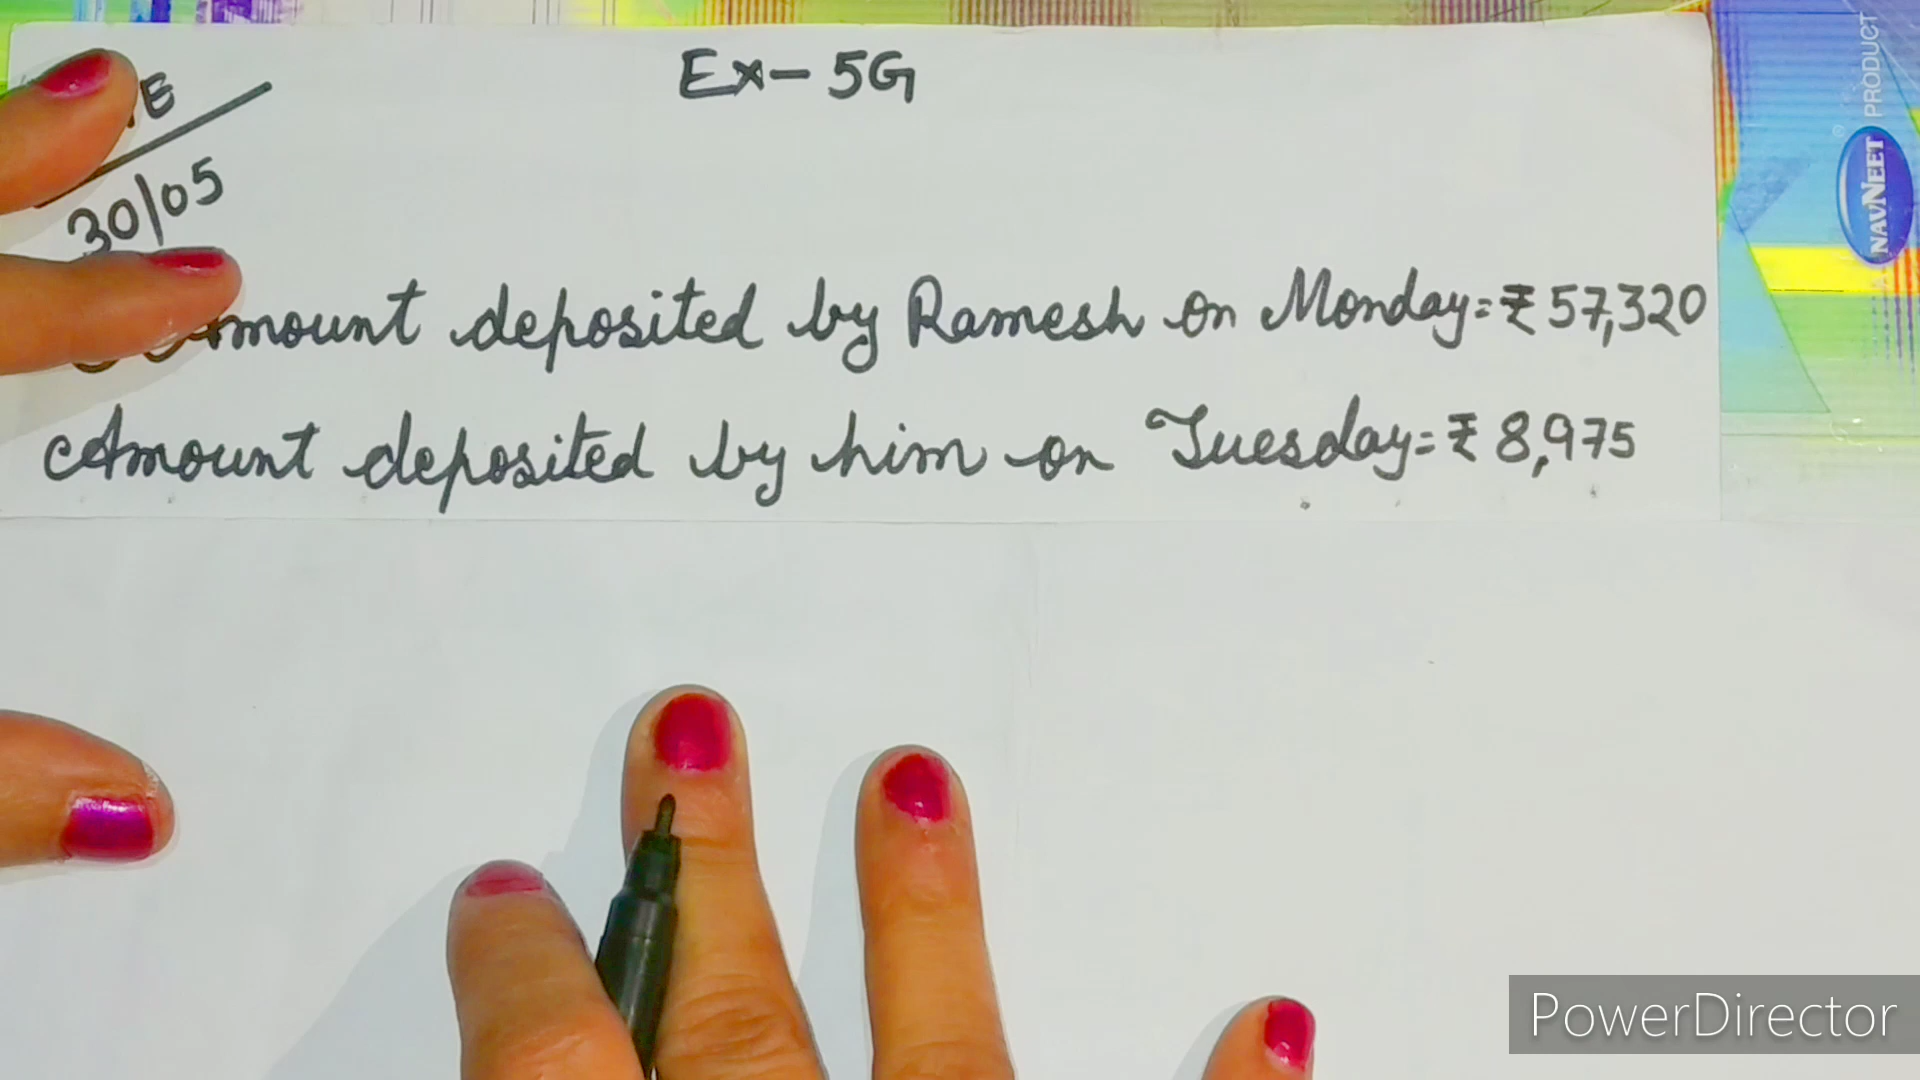 Ex- 5G
30/05
Amount deposited by Ramesh on Monday=₹57,320
Amount deposited by him on Tuesday=₹8,975
NAVNEET® PRODUCT
PowerDirector